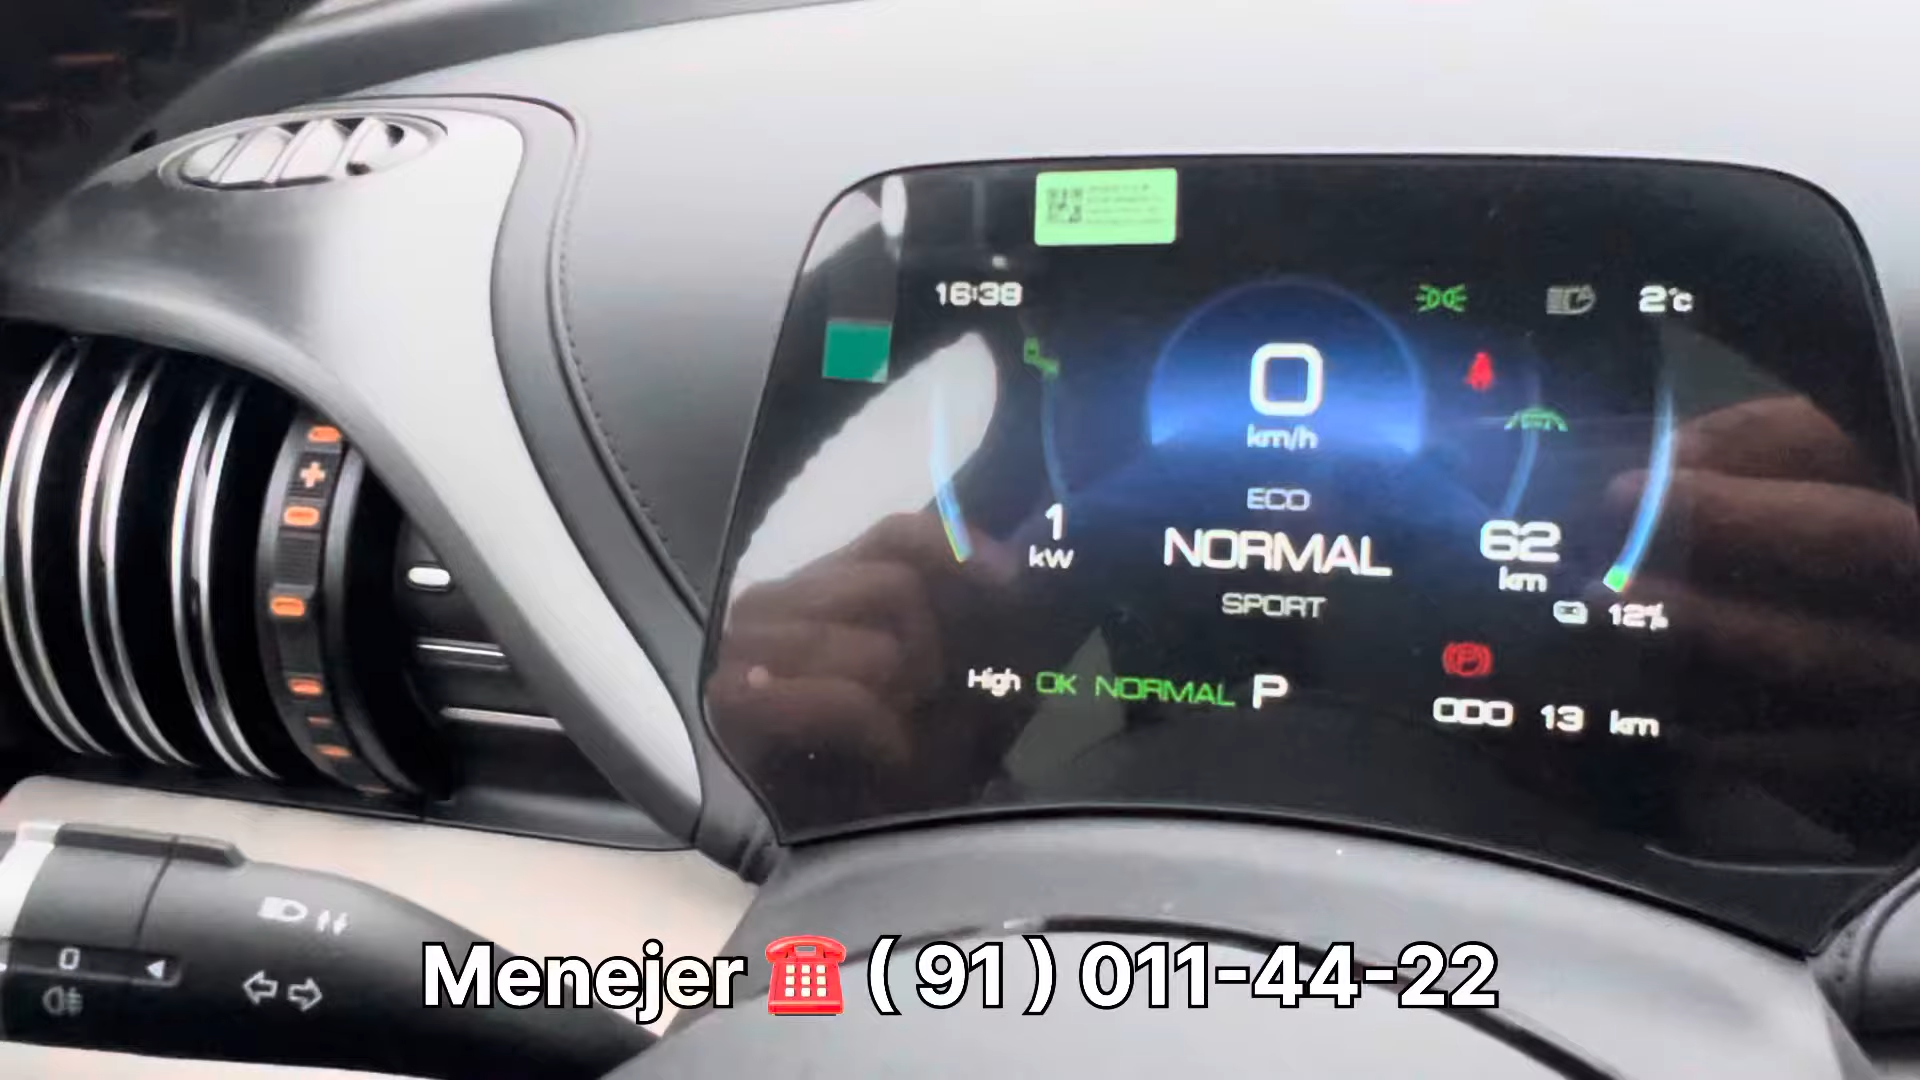 16:38
2°c
0
km/h
ECO
1
kW
NORMAL
62
km
SPORT
12%
High OK NORMAL P
ODO 13 km
0
Menejer ☎️ ( 91 ) 011-44-22